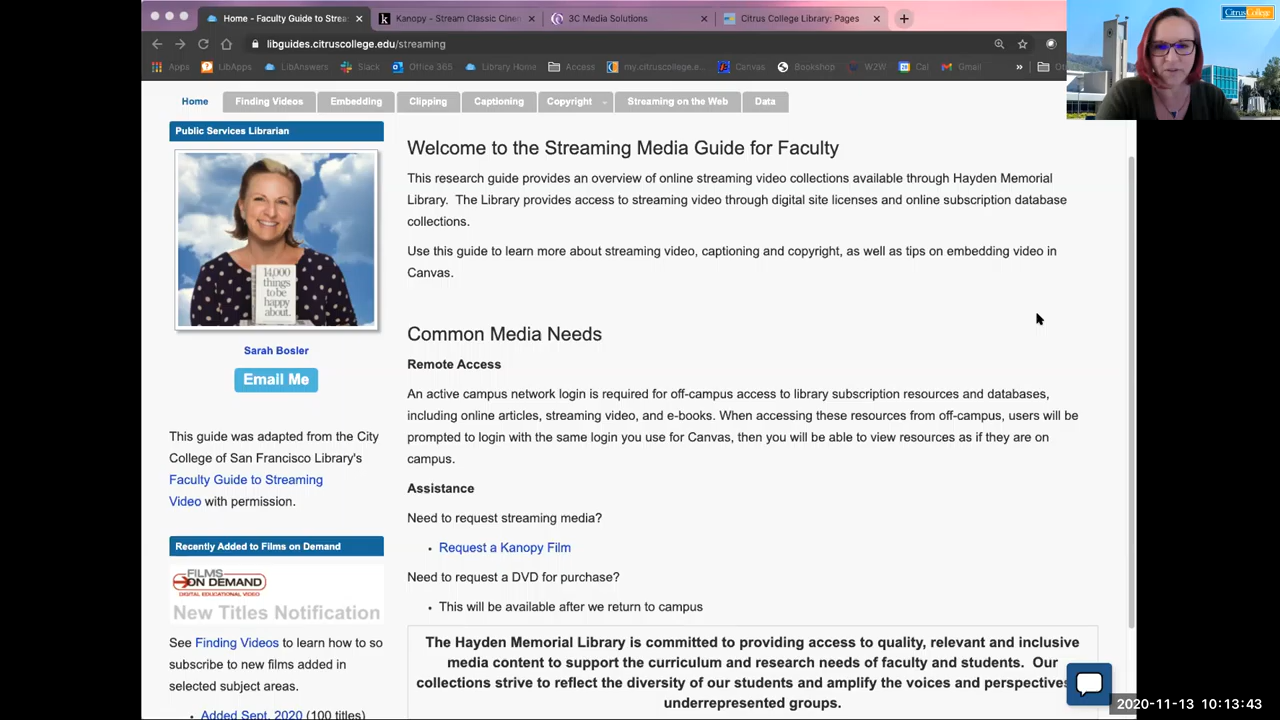 Home - Faculty Guide to Strea
Kanopy - Stream Classic Cinem
3C Media Solutions
Citrus College Library: Pages
CitrusCollege
libguides.citruscollege.edu/streaming
Apps
LibApps
LibAnswers
Slack
Office 365
Library Home
Access
my.citruscollege.e...
Canvas
Bookshop
W2W
Cal
Gmail
»
Home
Finding Videos
Embedding
Clipping
Captioning
Copyright
Streaming on the Web
Data
Public Services Librarian
14,000
things
to be
happy
about.
Sarah Bosler
Email Me
This guide was adapted from the City
College of San Francisco Library's
Faculty Guide to Streaming
Video with permission.
Recently Added to Films on Demand
FILMS
ON DEMAND
DIGITAL EDUCATIONAL VIDEO
New Titles Notification
See Finding Videos to learn how to so
subscribe to new films added in
selected subject areas.
• Added Sept. 2020 (100 titles)
Welcome to the Streaming Media Guide for Faculty
This research guide provides an overview of online streaming video collections available through Hayden Memorial
Library. The Library provides access to streaming video through digital site licenses and online subscription database
collections.
Use this guide to learn more about streaming video, captioning and copyright, as well as tips on embedding video in
Canvas.
Common Media Needs
Remote Access
An active campus network login is required for off-campus access to library subscription resources and databases,
including online articles, streaming video, and e-books. When accessing these resources from off-campus, users will be
prompted to login with the same login you use for Canvas, then you will be able to view resources as if they are on
campus.
Assistance
Need to request streaming media?
• Request a Kanopy Film
Need to request a DVD for purchase?
• This will be available after we return to campus
The Hayden Memorial Library is committed to providing access to quality, relevant and inclusive
media content to support the curriculum and research needs of faculty and students. Our
collections strive to reflect the diversity of our students and amplify the voices and perspectives
underrepresented groups.
2020-11-13 10:13:43